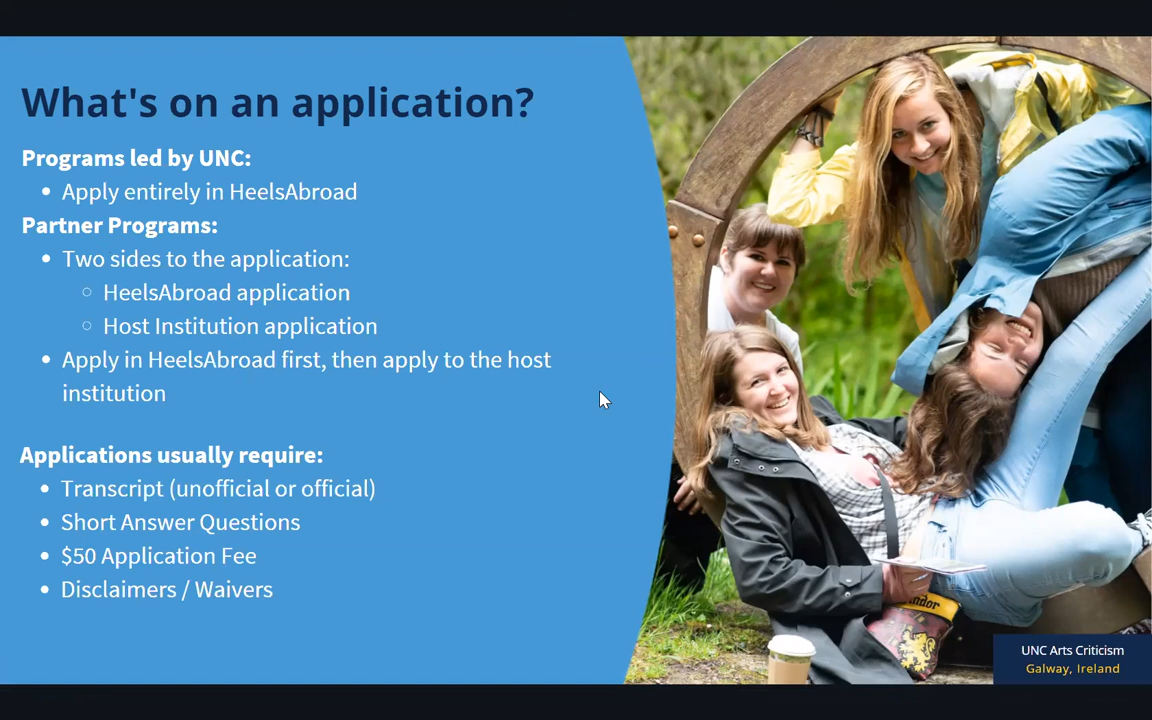 What's on an application?
Programs led by UNC:
• Apply entirely in HeelsAbroad
Partner Programs:
• Two sides to the application:
○ HeelsAbroad application
○ Host Institution application
• Apply in HeelsAbroad first, then apply to the host
institution
Applications usually require:
• Transcript (unofficial or official)
• Short Answer Questions
• $50 Application Fee
• Disclaimers / Waivers
UNC Arts Criticism
Galway, Ireland